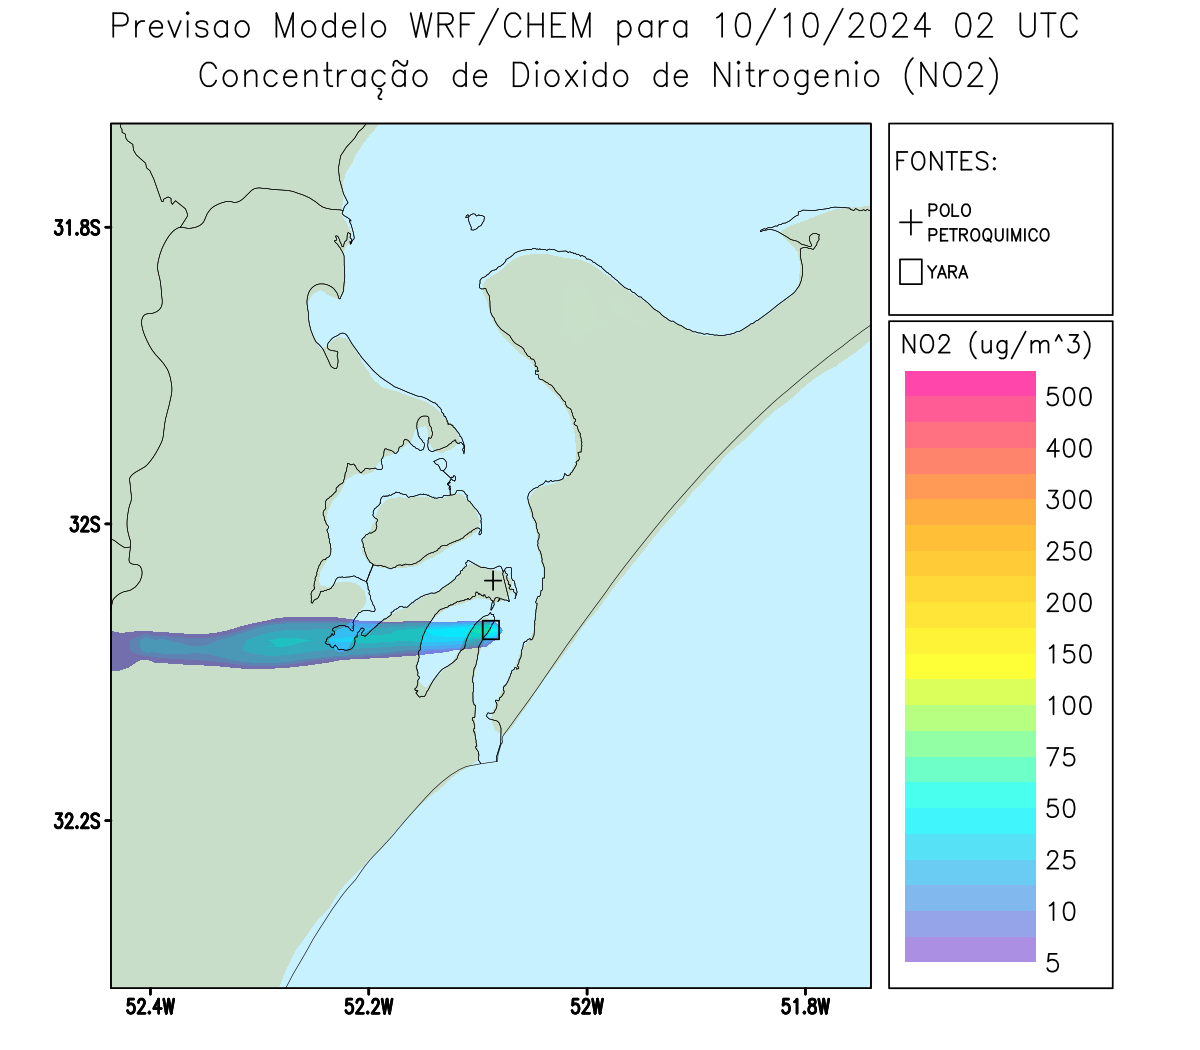 Previsao Modelo WRF/CHEM para 10/10/2024 02 UTC
Concentração de Dioxido de Nitrogenio (NO2)
FONTES:
POLO
PETROQUIMICO
YARA
NO2 (ug/m^3)
500
400
300
250
200
150
100
75
50
25
10
5
31.8S
32S
32.2S
52.4W
52.2W
52W
51.8W